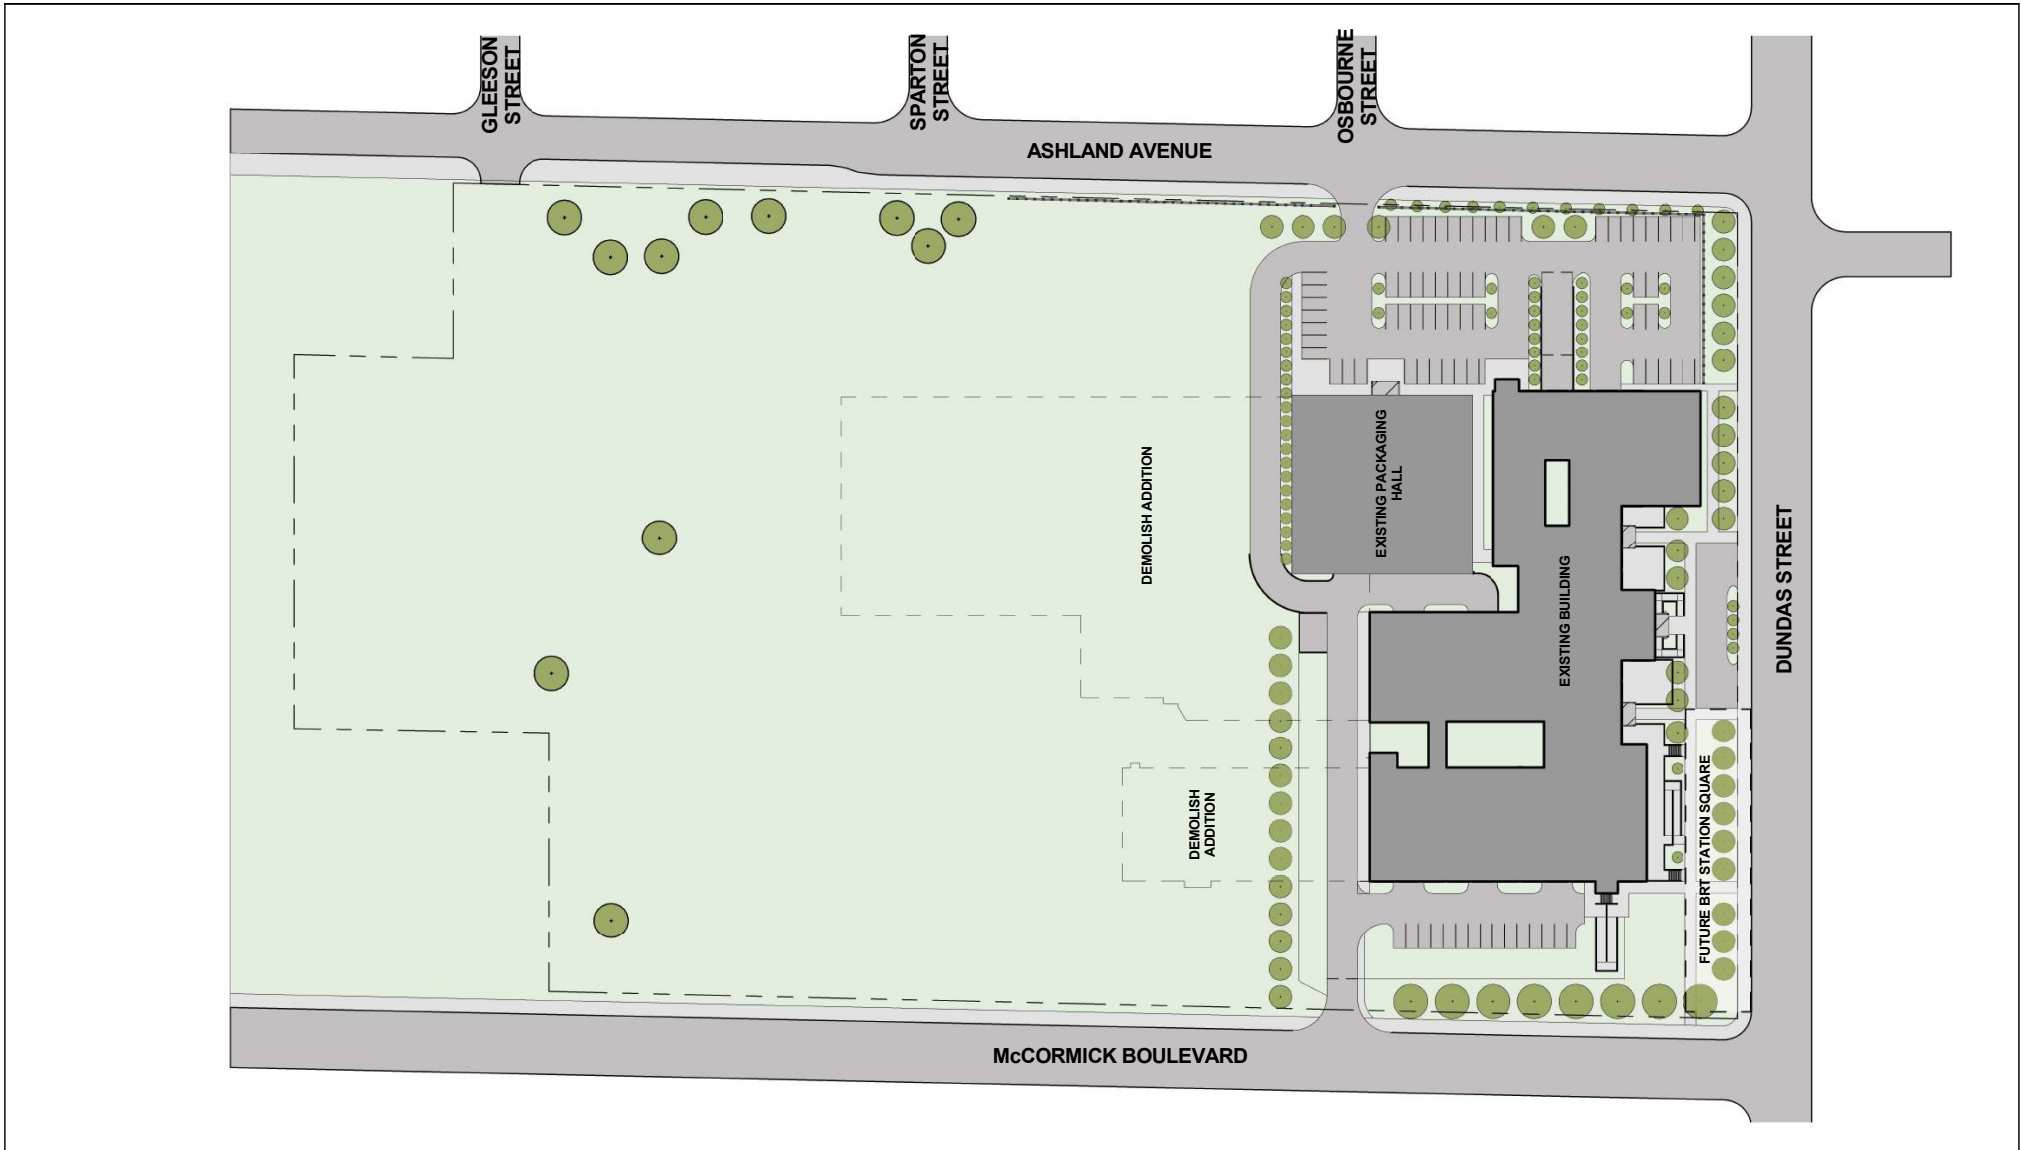 GLEESON
STREET
SPARTON
STREET
OSBOURNE
STREET
ASHLAND AVENUE
DEMOLISH ADDITION
EXISTING PACKAGING
HALL
EXISTING BUILDING
DUNDAS STREET
DEMOLISH
ADDITION
FUTURE BRT STATION SQUARE
McCORMICK BOULEVARD